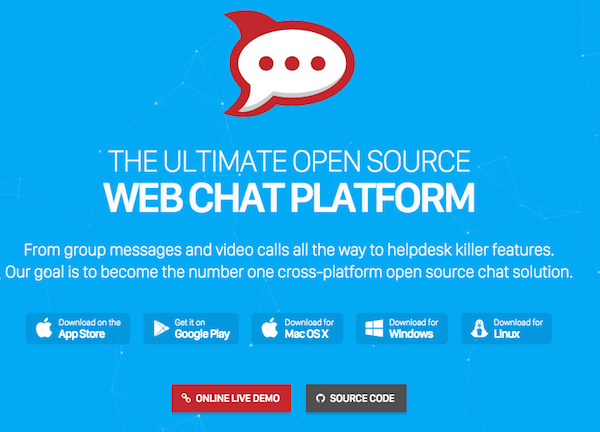 THE ULTIMATE OPEN SOURCE
WEB CHAT PLATFORM
From group messages and video calls all the way to helpdesk killer features.
Our goal is to become the number one cross-platform open source chat solution.
Download on the
App Store
Get it on
Google Play
Download for
Mac OS X
Download for
Windows
Download for
Linux
ONLINE LIVE DEMO
SOURCE CODE